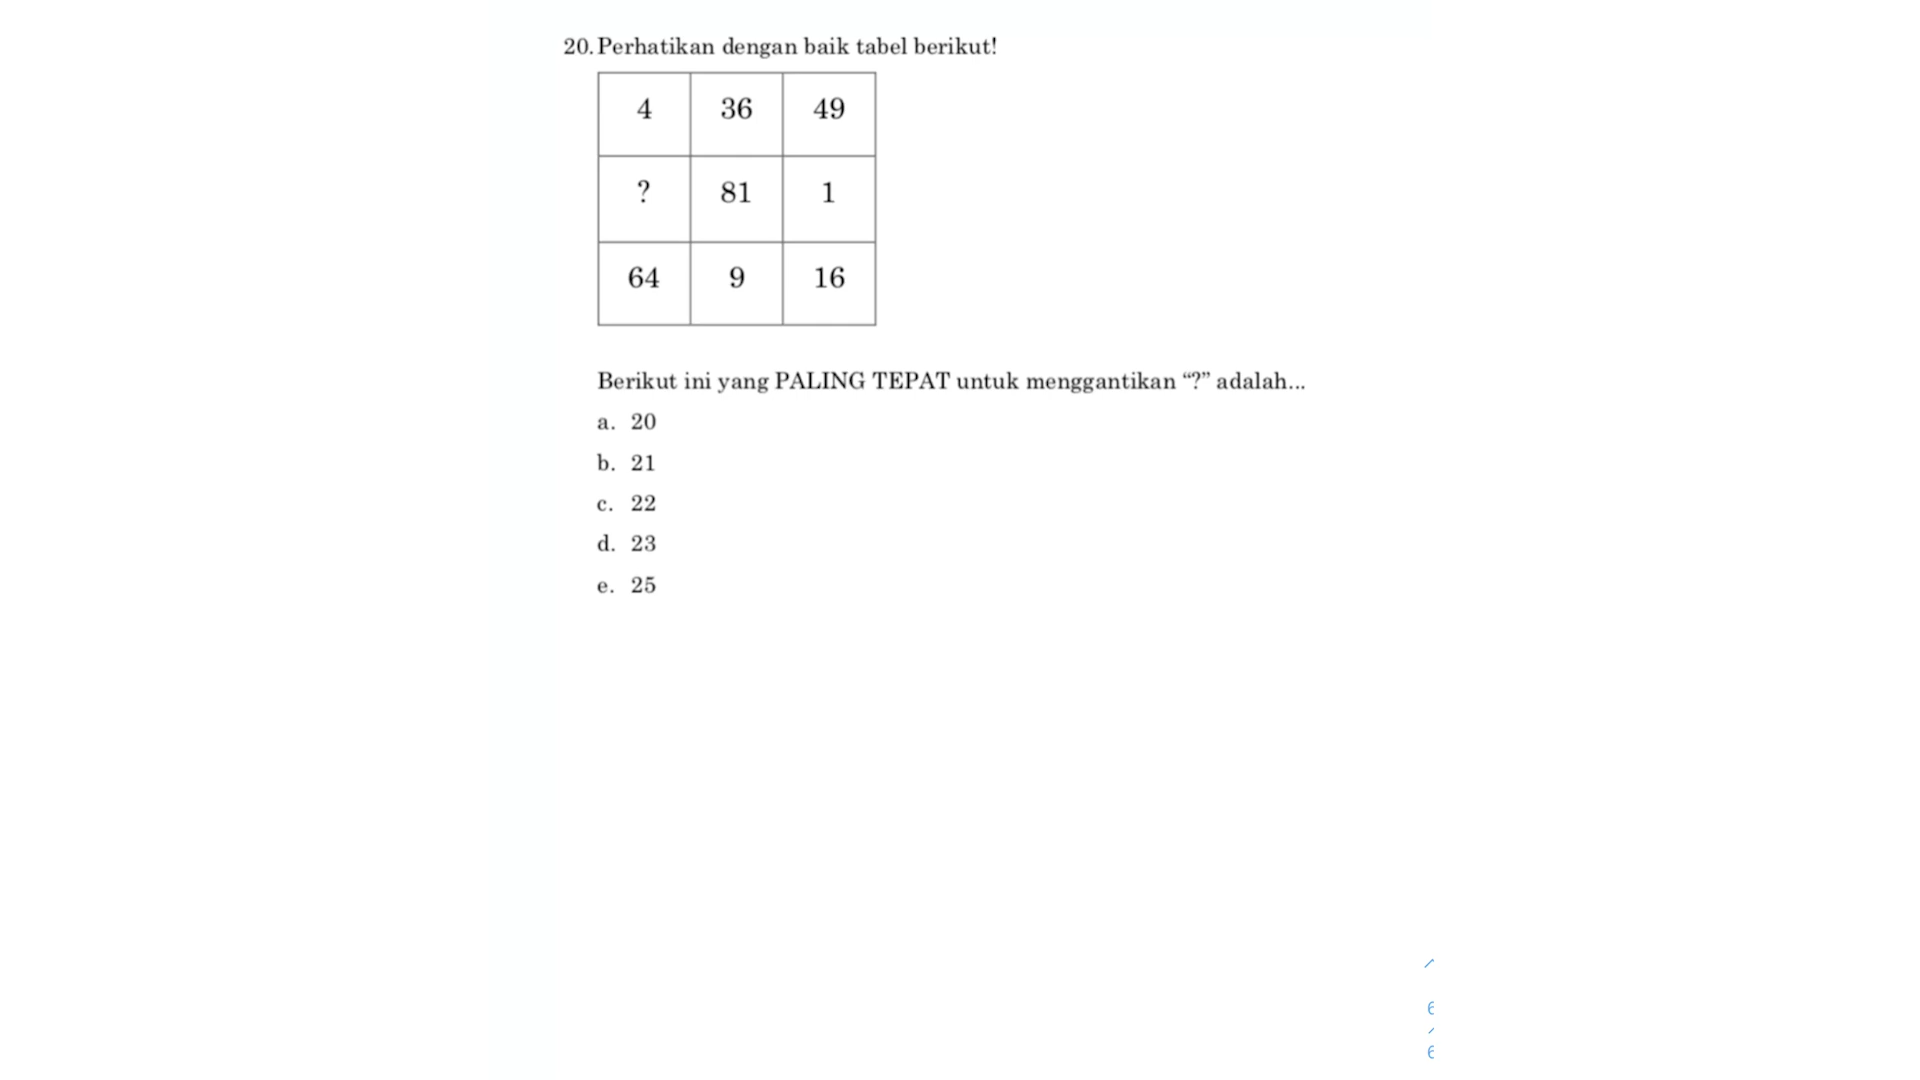 20. Perhatikan dengan baik tabel berikut!
4 36 49
? 81 1
64 9 16
Berikut ini yang PALING TEPAT untuk menggantikan “?” adalah...
a. 20
b. 21
c. 22
d. 23
e. 25